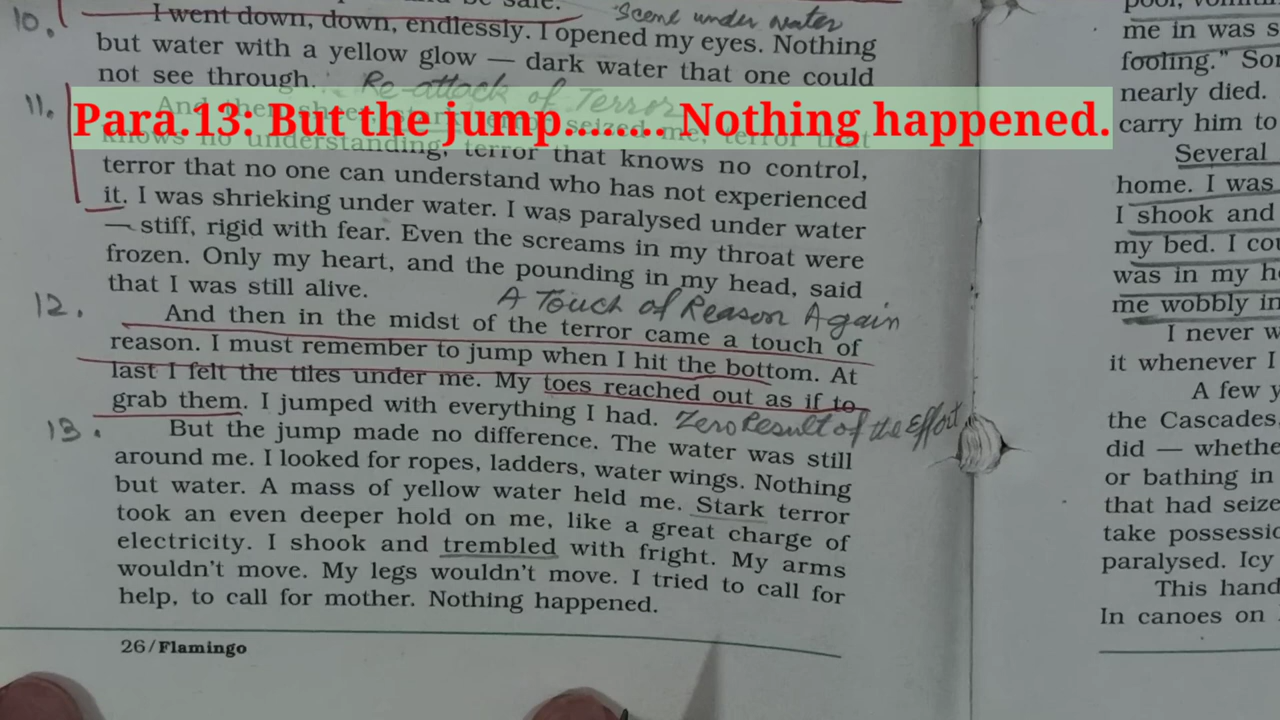 and be safe.
10. I went down, down, endlessly. I opened my eyes. Nothing
Scene under water
but water with a yellow glow — dark water that one could
not see through. Re-attack of Terror
11. And then sheer, stark terror seized me, terror that
Para.13: But the jump........ Nothing happened.
knows no understanding, terror that knows no control,
terror that no one can understand who has not experienced
it. I was shrieking under water. I was paralysed under water
— stiff, rigid with fear. Even the screams in my throat were
frozen. Only my heart, and the pounding in my head, said
that I was still alive.
A Touch of Reason Again
12. And then in the midst of the terror came a touch of
reason. I must remember to jump when I hit the bottom. At
last I felt the tiles under me. My toes reached out as if to
grab them. I jumped with everything I had. Zero Result of the Effort
13. But the jump made no difference. The water was still
around me. I looked for ropes, ladders, water wings. Nothing
but water. A mass of yellow water held me. Stark terror
took an even deeper hold on me, like a great charge of
electricity. I shook and trembled with fright. My arms
wouldn't move. My legs wouldn't move. I tried to call for
help, to call for mother. Nothing happened.
26/Flamingo
pool,
me in was s
fooling." So
nearly died.
carry him to
Several
home. I was
I shook and
my bed. I cou
was in my h
me wobbly in
I never w
it whenever I
A few y
the Cascades,
did — whethe
or bathing in
that had seize
take possessi
paralysed. Icy
This hand
In canoes on